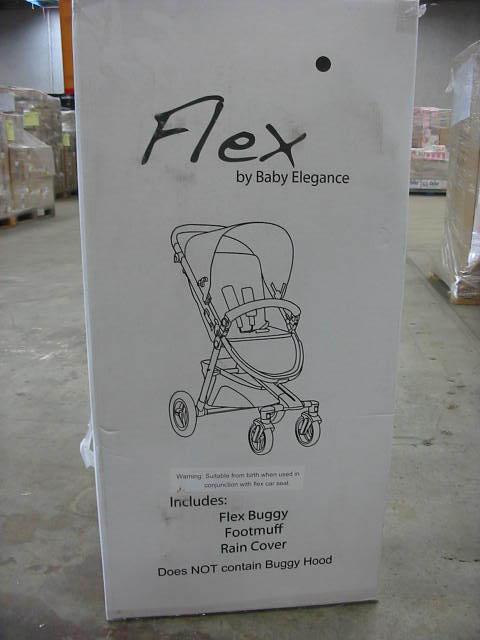 Flex
by Baby Elegance
Warning: Suitable from birth when used in
conjunction with flex car seat.
Includes:
Flex Buggy
Footmuff
Rain Cover
Does NOT contain Buggy Hood